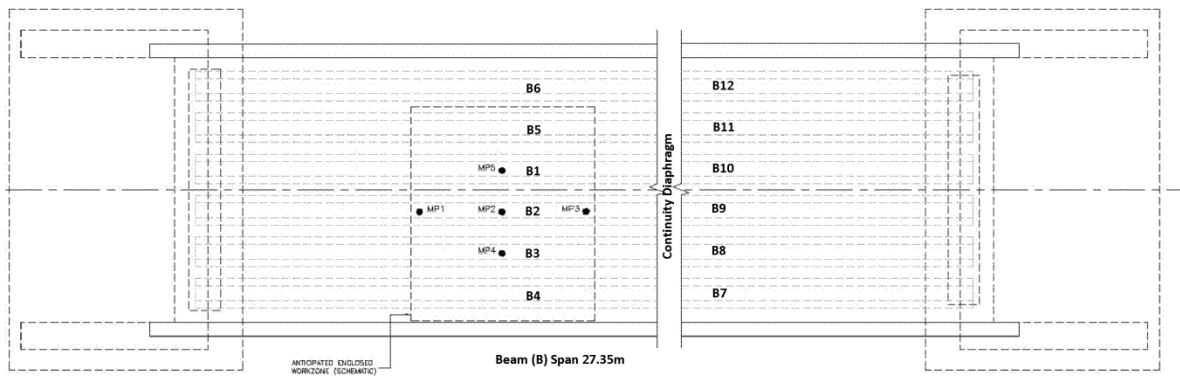 B6
B12
B5
B11
MP5
B1
B10
MP1
MP2
B2
MP3
B9
MP4
B3
B8
B4
B7
Continuity Diaphragm
ANTICIPATED ENCLOSED
WORKZONE (SCHEMATIC)
Beam (B) Span 27.35m